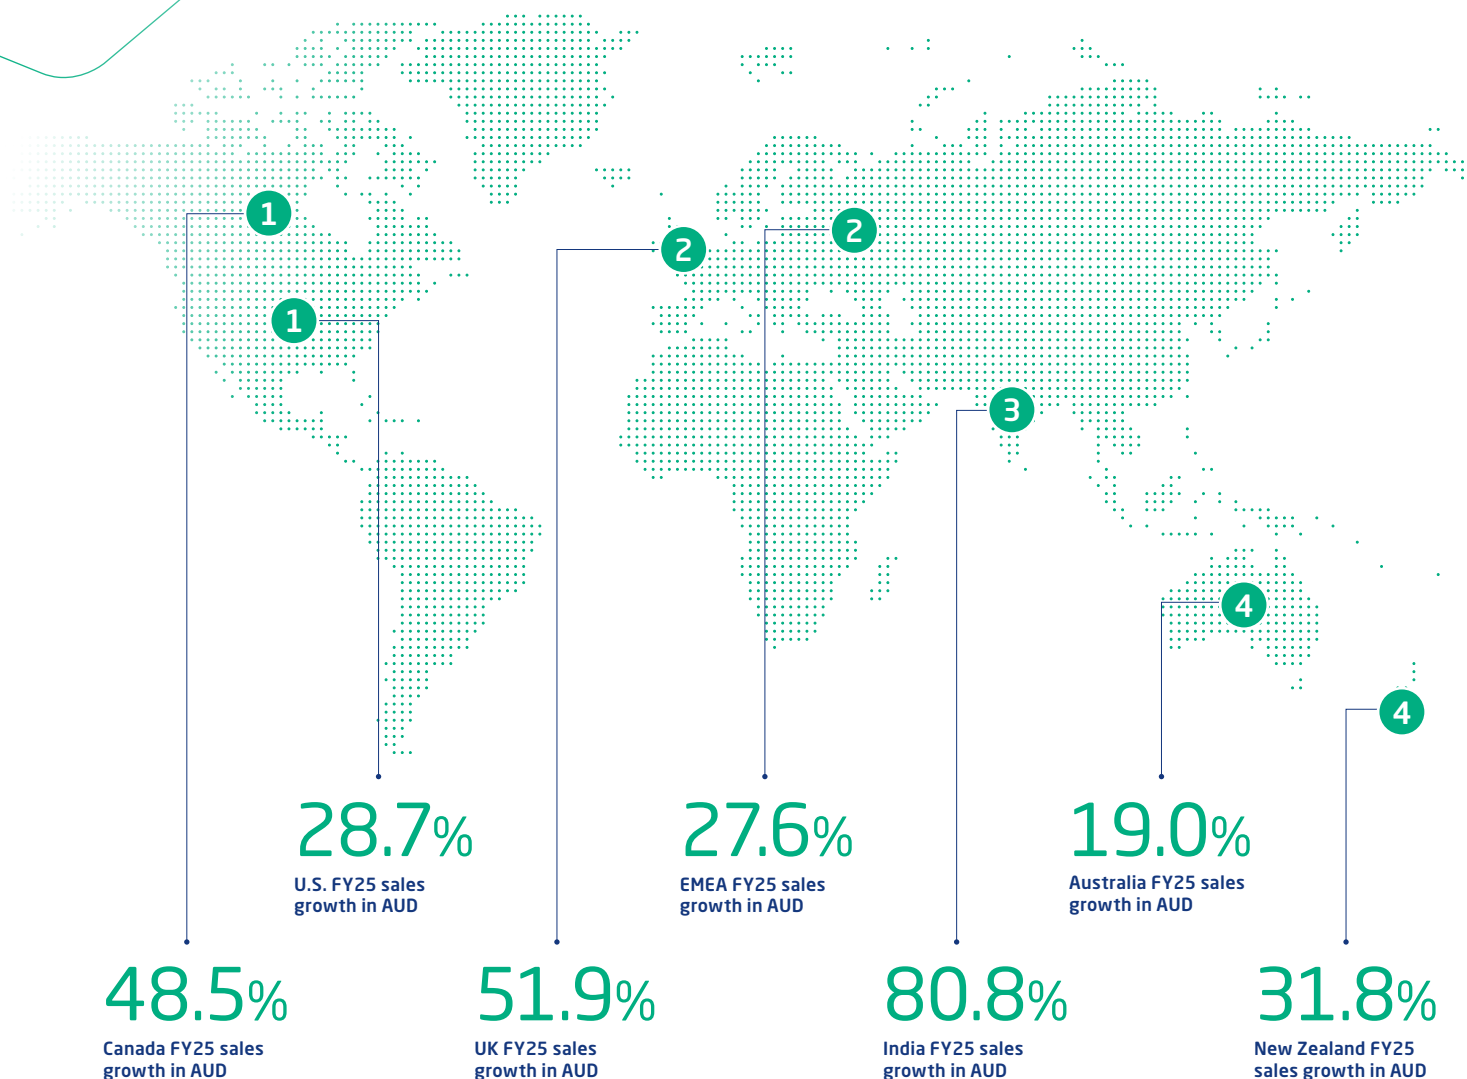 1
2
2
1
3
4
4
28.7%
U.S. FY25 sales
growth in AUD
27.6%
EMEA FY25 sales
growth in AUD
19.0%
Australia FY25 sales
growth in AUD
48.5%
Canada FY25 sales
growth in AUD
51.9%
UK FY25 sales
growth in AUD
80.8%
India FY25 sales
growth in AUD
31.8%
New Zealand FY25
sales growth in AUD